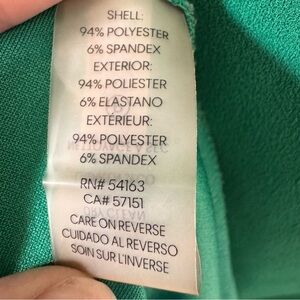 SHELL:
94% POLYESTER
6% SPANDEX
EXTERIOR:
94% POLIESTER
6% ELASTANO
EXTÉRIEUR:
94% POLYESTER
6% SPANDEX
RN# 54163
CA# 57151
CARE ON REVERSE
CUIDADO AL REVERSO
SOIN SUR L'INVERSE